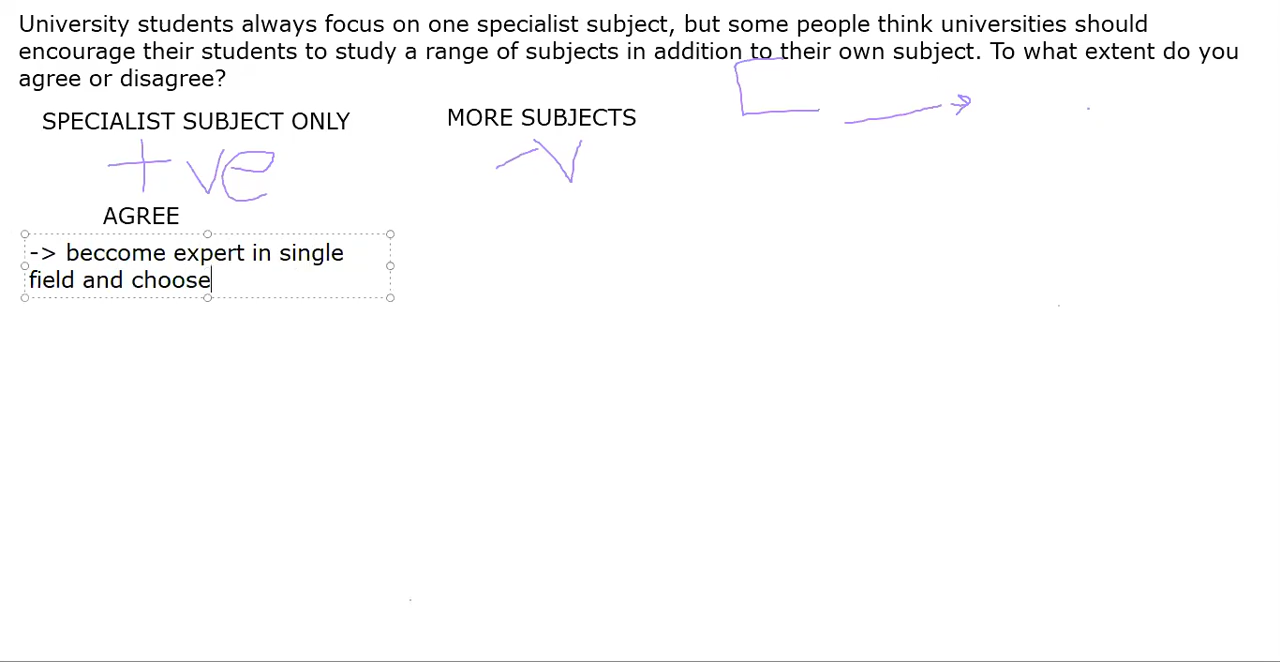 University students always focus on one specialist subject, but some people think universities should
encourage their students to study a range of subjects in addition to their own subject. To what extent do you
agree or disagree?
SPECIALIST SUBJECT ONLY
MORE SUBJECTS
+ve
-v
AGREE
-> beccome expert in single
field and choose